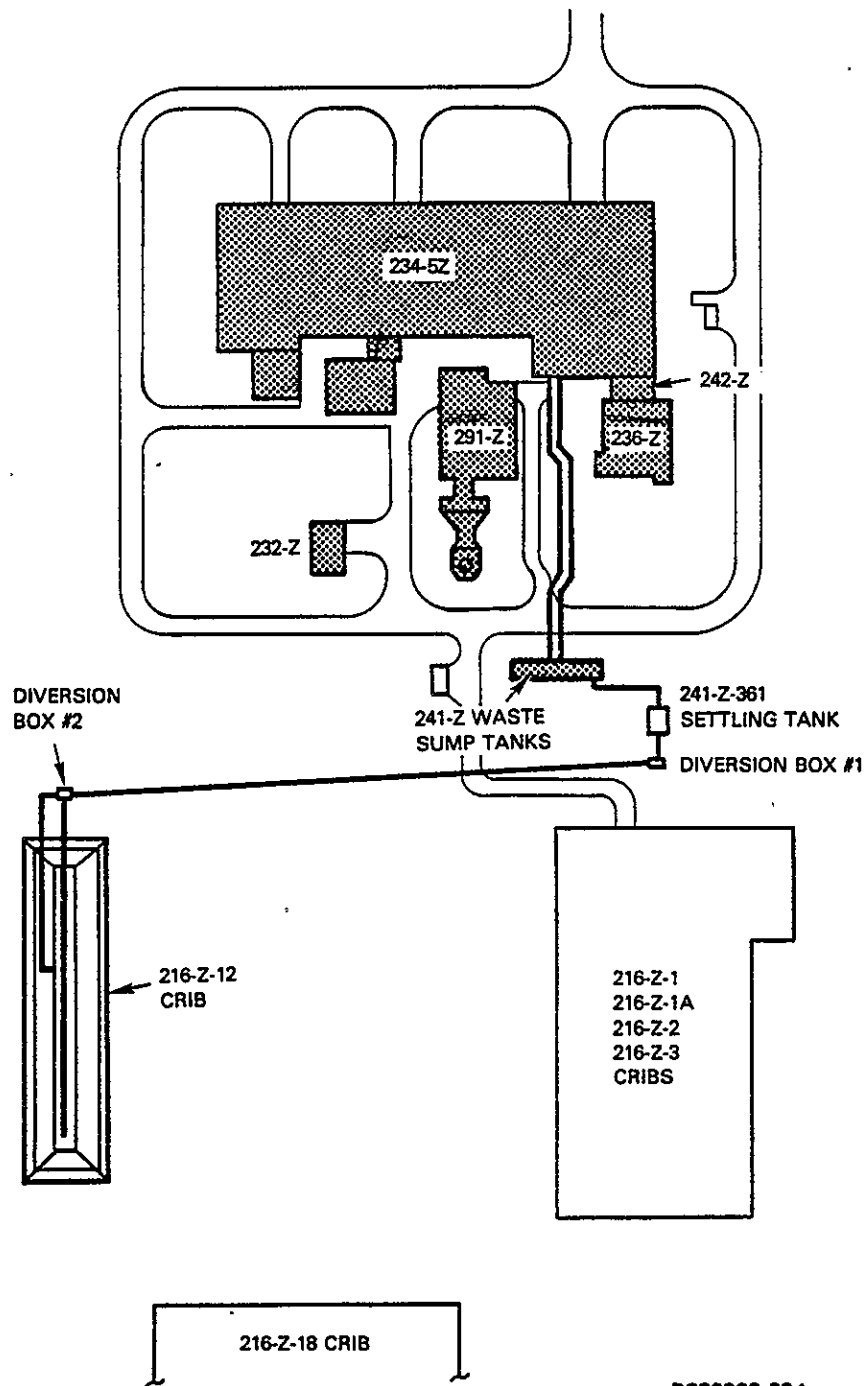 234-5Z
242-Z
291-Z
236-Z
232-Z
DIVERSION
BOX #2
241-Z WASTE
SUMP TANKS
241-Z-361
SETTLING TANK
DIVERSION BOX #1
216-Z-12
CRIB
216-Z-1
216-Z-1A
216-Z-2
216-Z-3
CRIBS
216-Z-18 CRIB